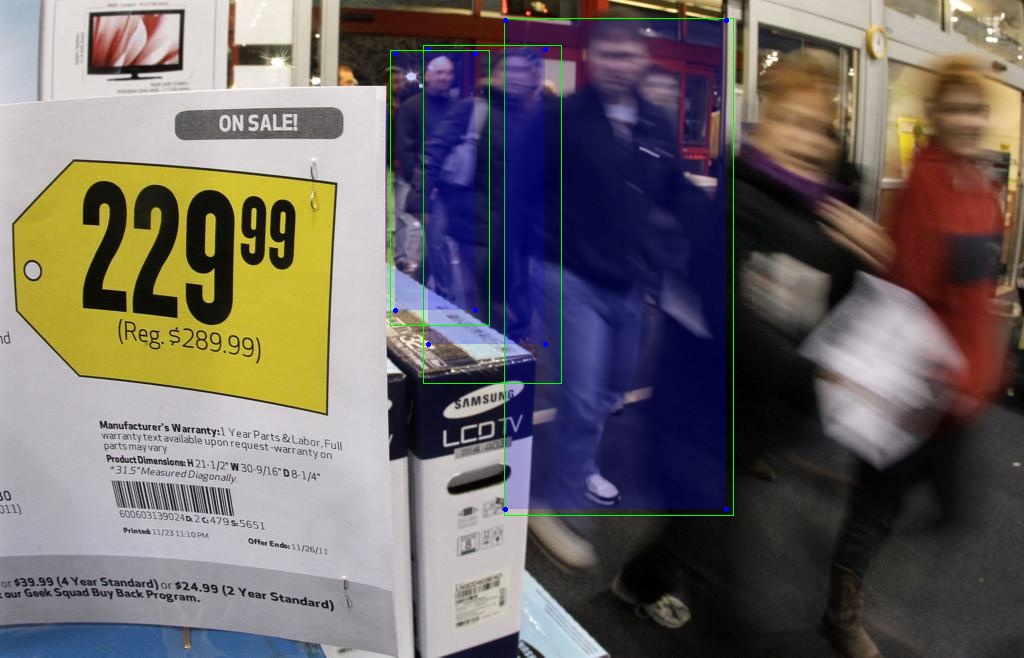 ON SALE!
229 99
(Reg. $289.99)
Manufacturer's Warranty:1 Year Parts & Labor, Full
warranty text available upon request -warranty on
parts may vary
Product Dimensions: H 21-1/2" W 30-9/16" D 8-1/4"
*31.5" Measured Diagonally.
600603139024 D:2 C:479 S:5651
Printed: 11/23 11:10 PM
Offer Ends: 11/26/11
or $39.99 (4 Year Standard) or $24.99 (2 Year Standard)
our Geek Squad Buy Back Program.
SAMSUNG
LCD TV